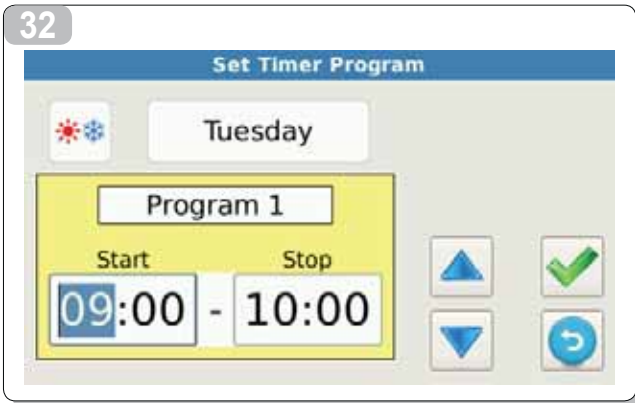 32
Set Timer Program
Tuesday
Program 1
Start Stop
09:00 - 10:00